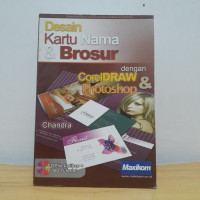 Desain
Kartu Nama
& Brosur
dengan
CorelDRAW &
Photoshop
Chandra
Maxikom